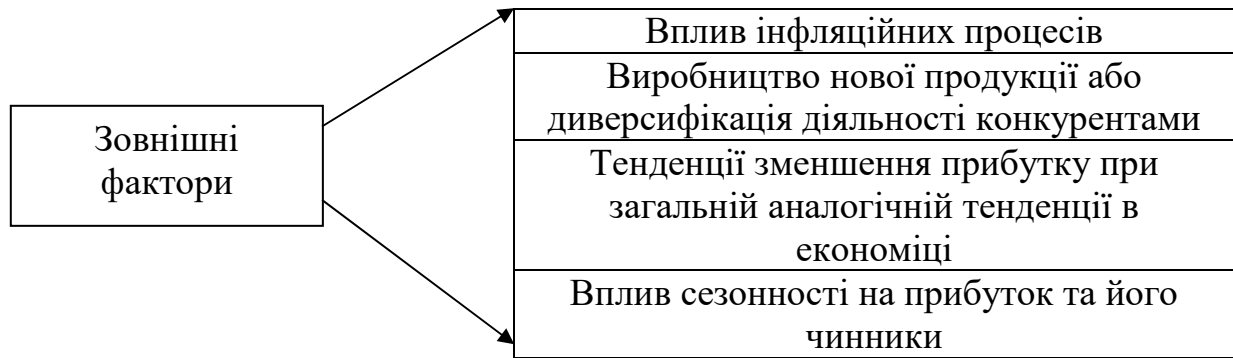 Зовнішні
фактори
Вплив інфляційних процесів
Виробництво нової продукції або
диверсифікація діяльності конкурентами
Тенденції зменшення прибутку при
загальній аналогічній тенденції в
економіці
Вплив сезонності на прибуток та його
чинники